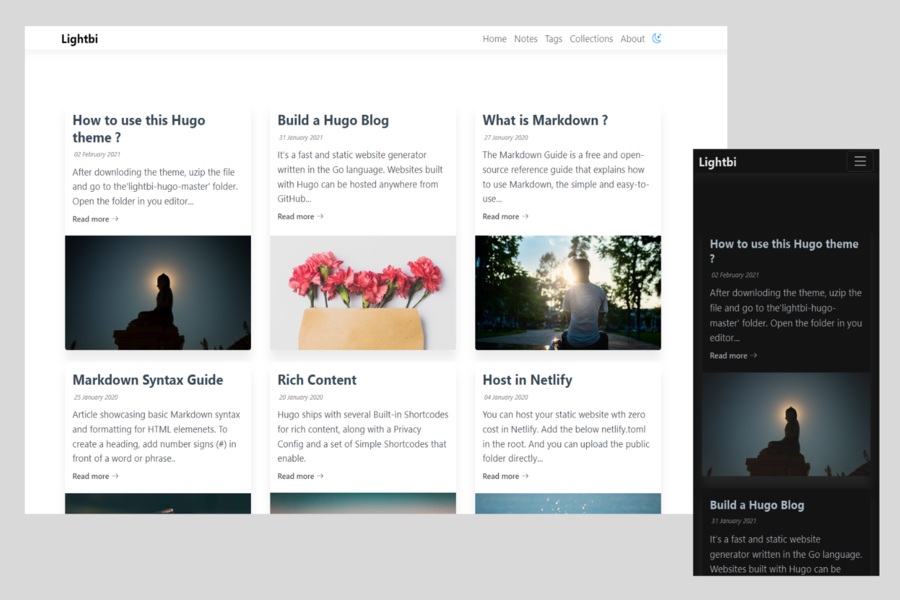 Lightbi
Home Notes Tags Collections About
How to use this Hugo
theme ?
02 February 2021
After downloding the theme, uzip the file
and go to the'lightbi-hugo-master' folder.
Open the folder in you editor...
Read more →
Build a Hugo Blog
31 January 2021
It's a fast and static website generator
written in the Go language. Websites built
with Hugo can be hosted anywhere from
GitHub...
Read more →
What is Markdown ?
27 January 2020
The Markdown Guide is a free and open-
source reference guide that explains how
to use Markdown, the simple and easy-to-
use...
Read more →
Markdown Syntax Guide
25 January 2020
Article showcasing basic Markdown syntax
and formatting for HTML elemenets. To
create a heading, add number signs (#) in
front of a word or phrase..
Read more →
Rich Content
20 January 2020
Hugo ships with several Built-in Shortcodes
for rich content, along with a Privacy
Config and a set of Simple Shortcodes that
enable.
Read more →
Host in Netlify
04 January 2020
You can host your static website wth zero
cost in Netlify. Add the below netlify.toml
in the root. And you can upload the public
folder directly...
Read more →
Lightbi
How to use this Hugo theme
?
02 February 2021
After downloding the theme, uzip the
file and go to the'lightbi-hugo-
master' folder. Open the folder in you
editor...
Read more →
Build a Hugo Blog
31 January 2021
It's a fast and static website
generator written in the Go language.
Websites built with Hugo can be